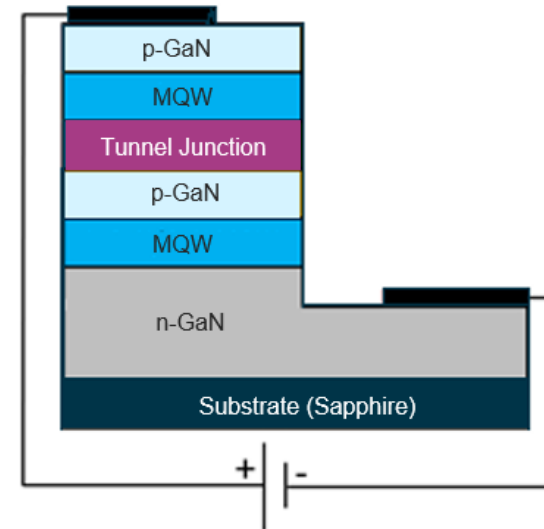 p-GaN
MQW
Tunnel Junction
p-GaN
MQW
n-GaN
Substrate (Sapphire)
+ -